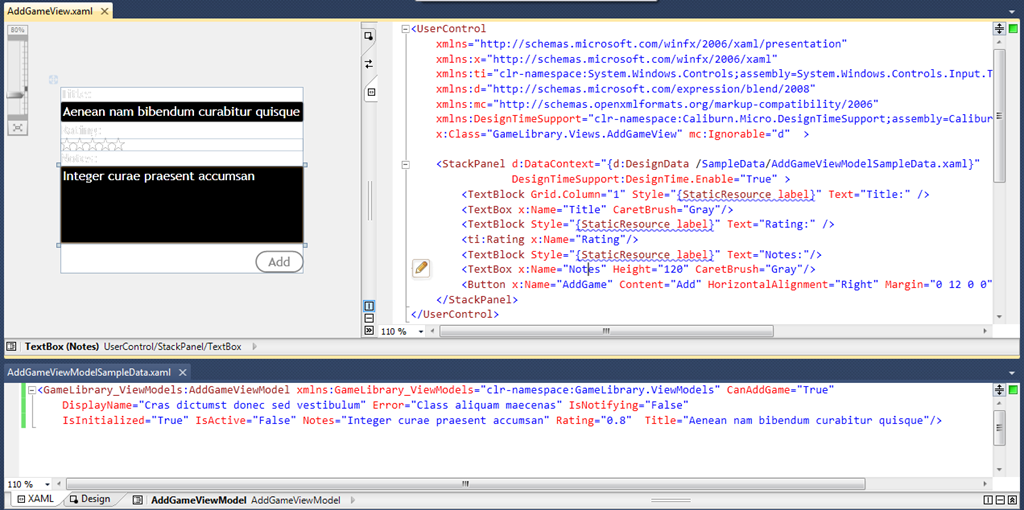 AddGameView.xaml
80%
Title:
Aenean nam bibendum curabitur quisque
Rating:
Notes:
Integer curae praesent accumsan
Add
<UserControl
xmlns="http://schemas.microsoft.com/winfx/2006/xaml/presentation"
xmlns:x="http://schemas.microsoft.com/winfx/2006/xaml"
xmlns:ti="clr-namespace:System.Windows.Controls;assembly=System.Windows.Controls.Input.T
xmlns:d="http://schemas.microsoft.com/expression/blend/2008"
xmlns:mc="http://schemas.openxmlformats.org/markup-compatibility/2006"
xmlns:DesignTimeSupport="clr-namespace:Caliburn.Micro.DesignTimeSupport;assembly=Calibur
x:Class="GameLibrary.Views.AddGameView" mc:Ignorable="d" >
<StackPanel d:DataContext="{d:DesignData /SampleData/AddGameViewModelSampleData.xaml}"
DesignTimeSupport:DesignTime.Enable="True" >
<TextBlock Grid.Column="1" Style="{StaticResource label}" Text="Title:" />
<TextBox x:Name="Title" CaretBrush="Gray"/>
<TextBlock Style="{StaticResource label}" Text="Rating:" />
<ti:Rating x:Name="Rating"/>
<TextBlock Style="{StaticResource label}" Text="Notes:"/>
<TextBox x:Name="Notes" Height="120" CaretBrush="Gray"/>
<Button x:Name="AddGame" Content="Add" HorizontalAlignment="Right" Margin="0 12 0 0"
</StackPanel>
</UserControl>
110 %
TextBox (Notes) UserControl/StackPanel/TextBox
AddGameViewModelSampleData.xaml
<GameLibrary_ViewModels:AddGameViewModel xmlns:GameLibrary_ViewModels="clr-namespace:GameLibrary.ViewModels" CanAddGame="True"
DisplayName="Cras dictumst donec sed vestibulum" Error="Class aliquam maecenas" IsNotifying="False"
IsInitialized="True" IsActive="False" Notes="Integer curae praesent accumsan" Rating="0.8" Title="Aenean nam bibendum curabitur quisque"/>
110 %
XAML Design AddGameViewModel AddGameViewModel